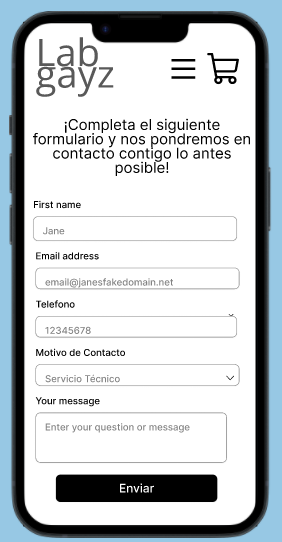 Lab
gayz
¡Completa el siguiente
formulario y nos pondremos en
contacto contigo lo antes
posible!
First name
Jane
Email address
email@janesfakedomain.net
Telefono
12345678
Motivo de Contacto
Servicio Técnico
Your message
Enter your question or message
Enviar